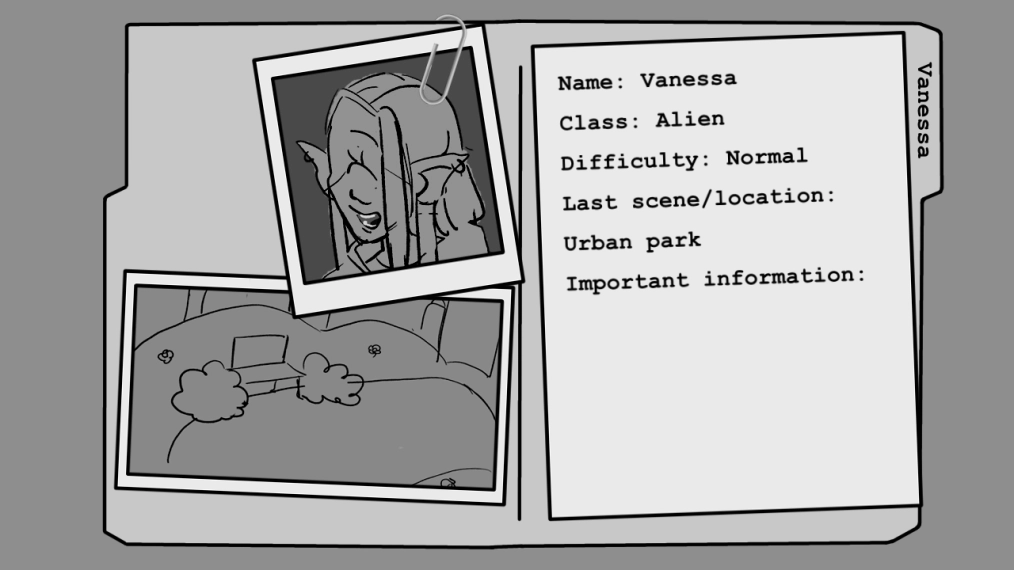 Name: Vanessa
Class: Alien
Difficulty: Normal
Last scene/location:
Urban park
Important information:
Vanessa